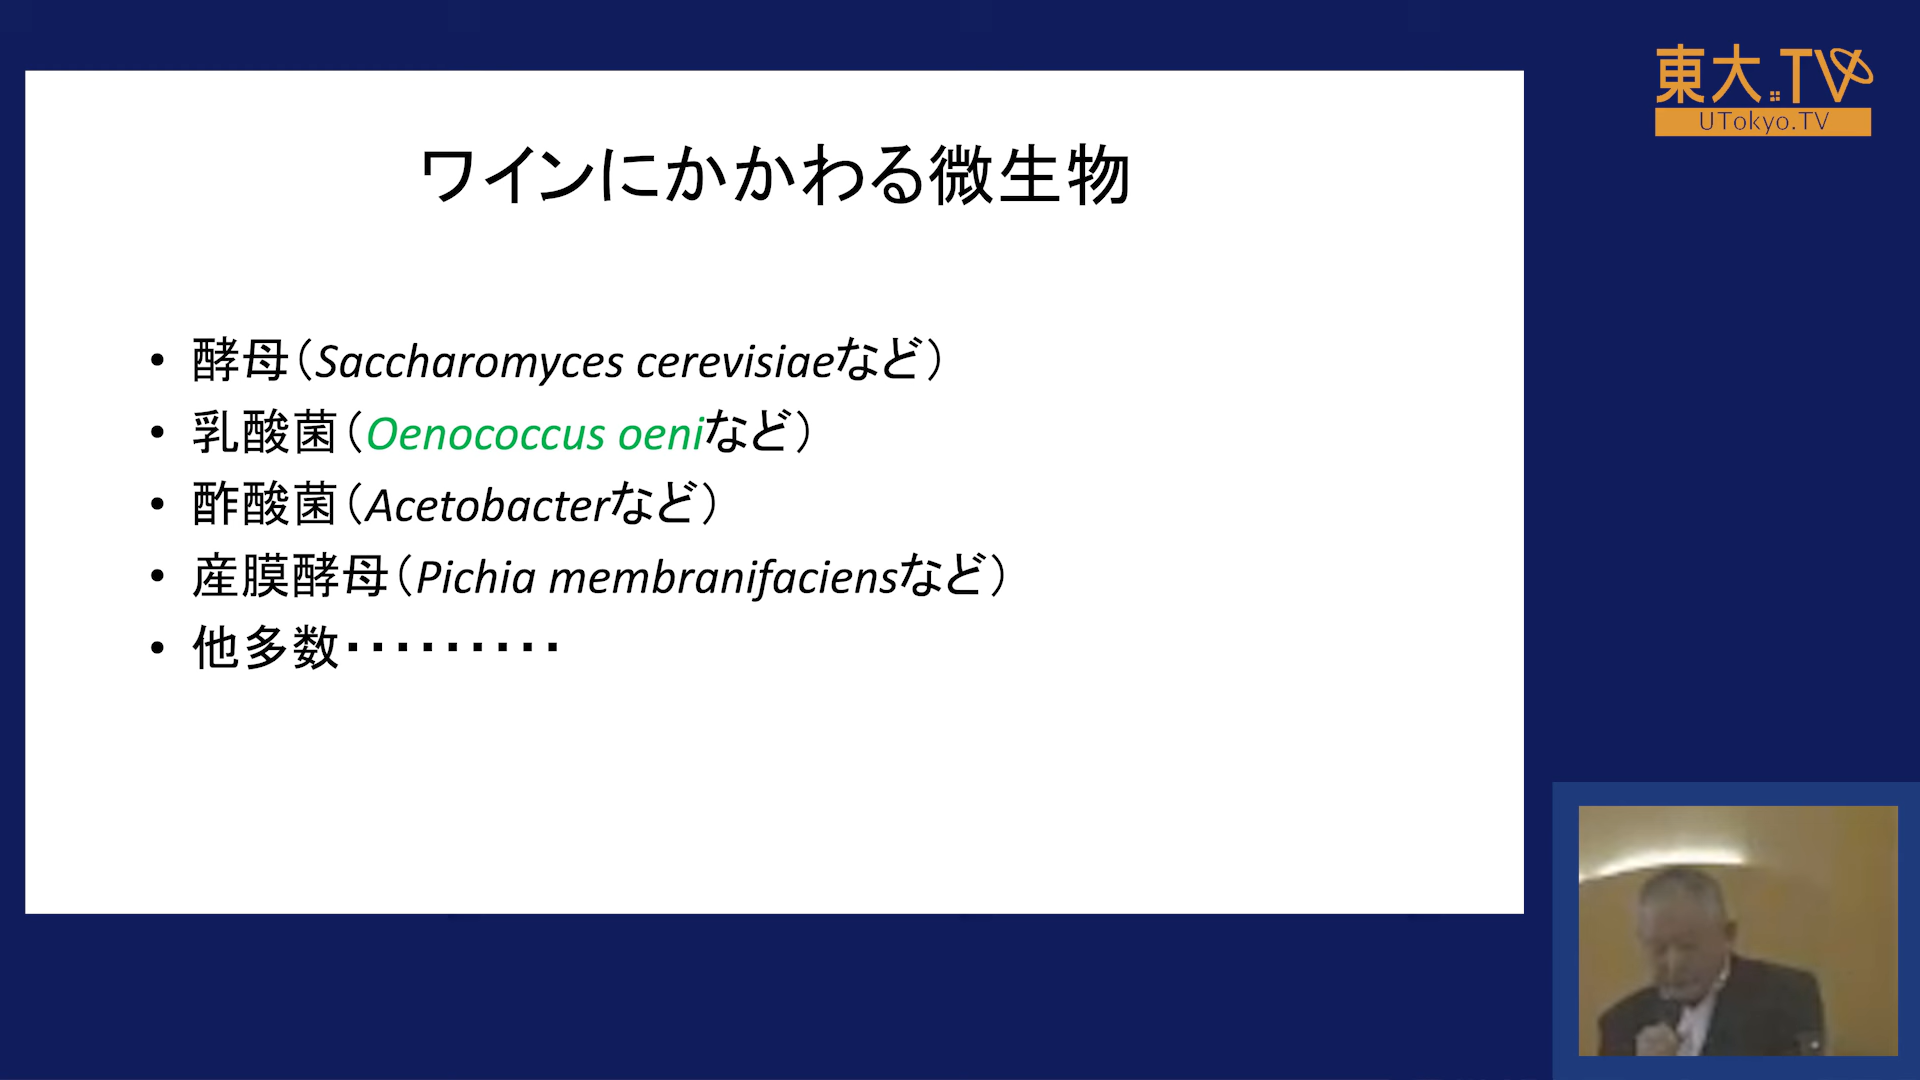 東大TV
UTokyo.TV
ワインにかかわる微生物
• 酵母（Saccharomyces cerevisiaeなど）
• 乳酸菌（Oenococcus oeniなど）
• 酢酸菌（Acetobacterなど）
• 産膜酵母（Pichia membranifaciensなど）
• 他多数・・・・・・・・・